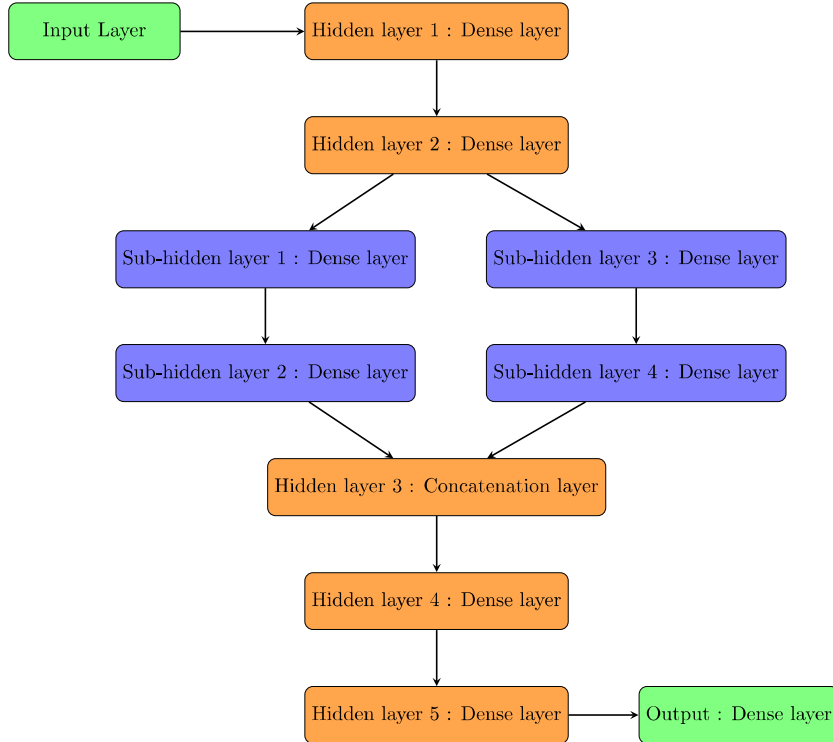 Input Layer
Hidden layer 1 : Dense layer
Hidden layer 2 : Dense layer
Sub-hidden layer 1 : Dense layer
Sub-hidden layer 3 : Dense layer
Sub-hidden layer 2 : Dense layer
Sub-hidden layer 4 : Dense layer
Hidden layer 3 : Concatenation layer
Hidden layer 4 : Dense layer
Hidden layer 5 : Dense layer
Output : Dense layer